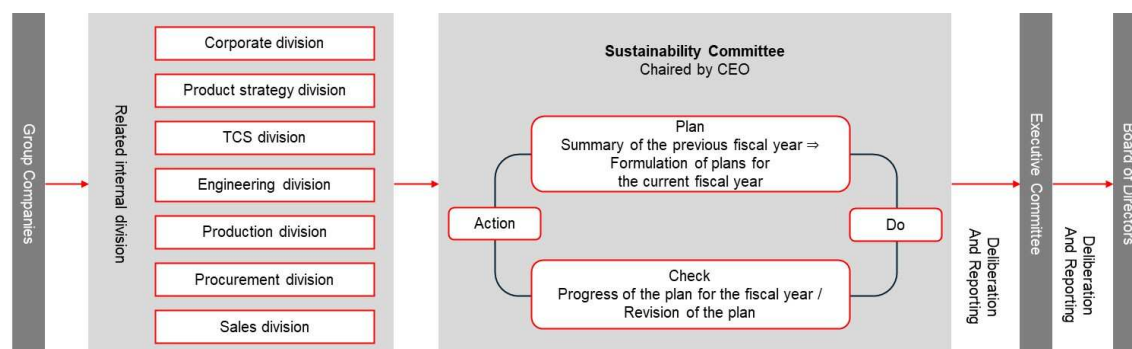 Group Companies
Related internal division
Corporate division
Product strategy division
TCS division
Engineering division
Production division
Procurement division
Sales division
Sustainability Committee
Chaired by CEO
Plan
Summary of the previous fiscal year ⇒
Formulation of plans for
the current fiscal year
Action
Do
Check
Progress of the plan for the fiscal year /
Revision of the plan
Deliberation
And Reporting
Executive Committee
Deliberation
And Reporting
Board of Directors